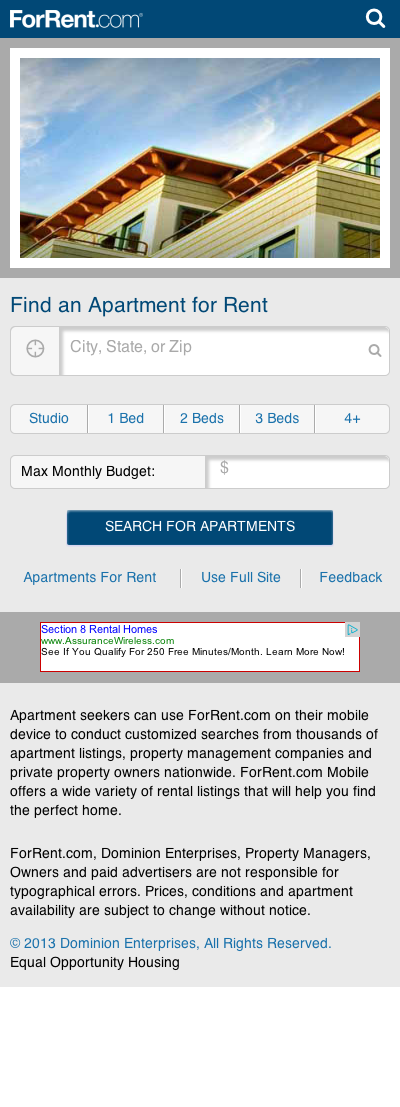 ForRent.com®
Find an Apartment for Rent
City, State, or Zip
Studio 1 Bed 2 Beds 3 Beds 4+
Max Monthly Budget: $
SEARCH FOR APARTMENTS
Apartments For Rent Use Full Site Feedback
Section 8 Rental Homes
www.AssuranceWireless.com
See If You Qualify For 250 Free Minutes/Month. Learn More Now!
Apartment seekers can use ForRent.com on their mobile
device to conduct customized searches from thousands of
apartment listings, property management companies and
private property owners nationwide. ForRent.com Mobile
offers a wide variety of rental listings that will help you find
the perfect home.
ForRent.com, Dominion Enterprises, Property Managers,
Owners and paid advertisers are not responsible for
typographical errors. Prices, conditions and apartment
availability are subject to change without notice.
© 2013 Dominion Enterprises, All Rights Reserved.
Equal Opportunity Housing